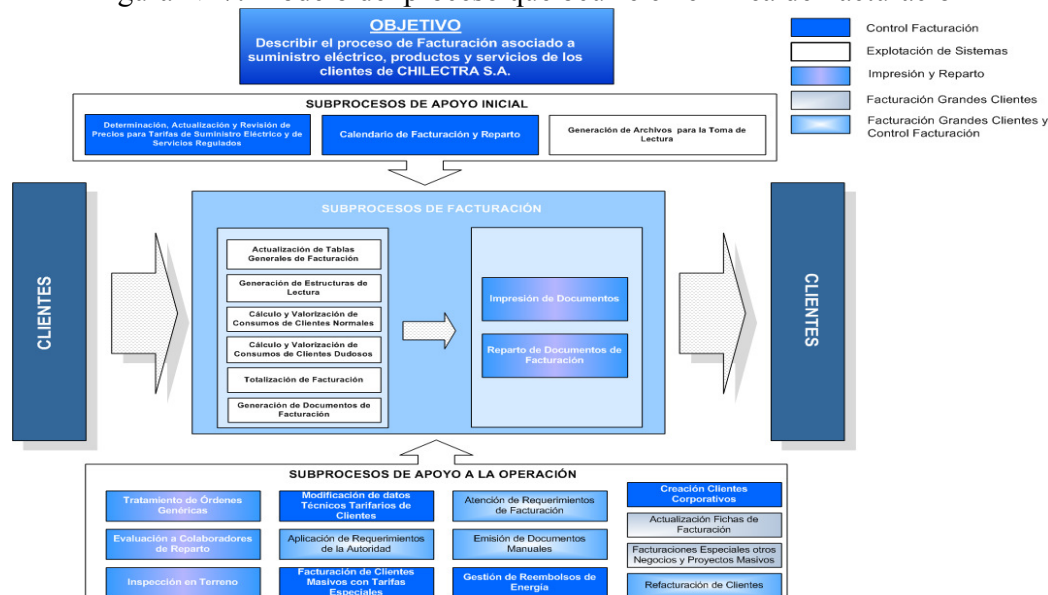 OBJETIVO
Describir el proceso de Facturación asociado a
suministro eléctrico, productos y servicios de los
clientes de CHILECTRA S.A.
Control Facturación
Explotación de Sistemas
Impresión y Reparto
Facturación Grandes Clientes
Facturación Grandes Clientes y
Control Facturación
SUBPROCESOS DE APOYO INICIAL
Determinación, Actualización y Revisión de
Precios para Tarifas de Suministro Eléctrico y de
Servicios Regulados
Calendario de Facturación y Reparto
Generación de Archivos para la Toma de
Lectura
CLIENTES
SUBPROCESOS DE FACTURACIÓN
Actualización de Tablas
Generales de Facturación
Generación de Estructuras de
Lectura
Cálculo y Valorización de
Consumos de Clientes Normales
Cálculo y Valorización de
Consumos de Clientes Dudosos
Totalización de Facturación
Generación de Documentos de
Facturación
Impresión de Documentos
Reparto de Documentos de
Facturación
CLIENTES
SUBPROCESOS DE APOYO A LA OPERACIÓN
Tratamiento de Órdenes
Genéricas
Modificación de datos
Técnicos Tarifarios de
Clientes
Atención de Requerimientos
de Facturación
Creación Clientes
Corporativos
Evaluación a Colaboradores
de Reparto
Aplicación de Requerimientos
de la Autoridad
Emisión de Documentos
Manuales
Actualización Fichas de
Facturación
Facturaciones Especiales otros
Negocios y Proyectos Masivos
Inspección en Terreno
Facturación de Clientes
Masivos con Tarifas
Especiales
Gestión de Reembolsos de
Energía
Refacturación de Clientes